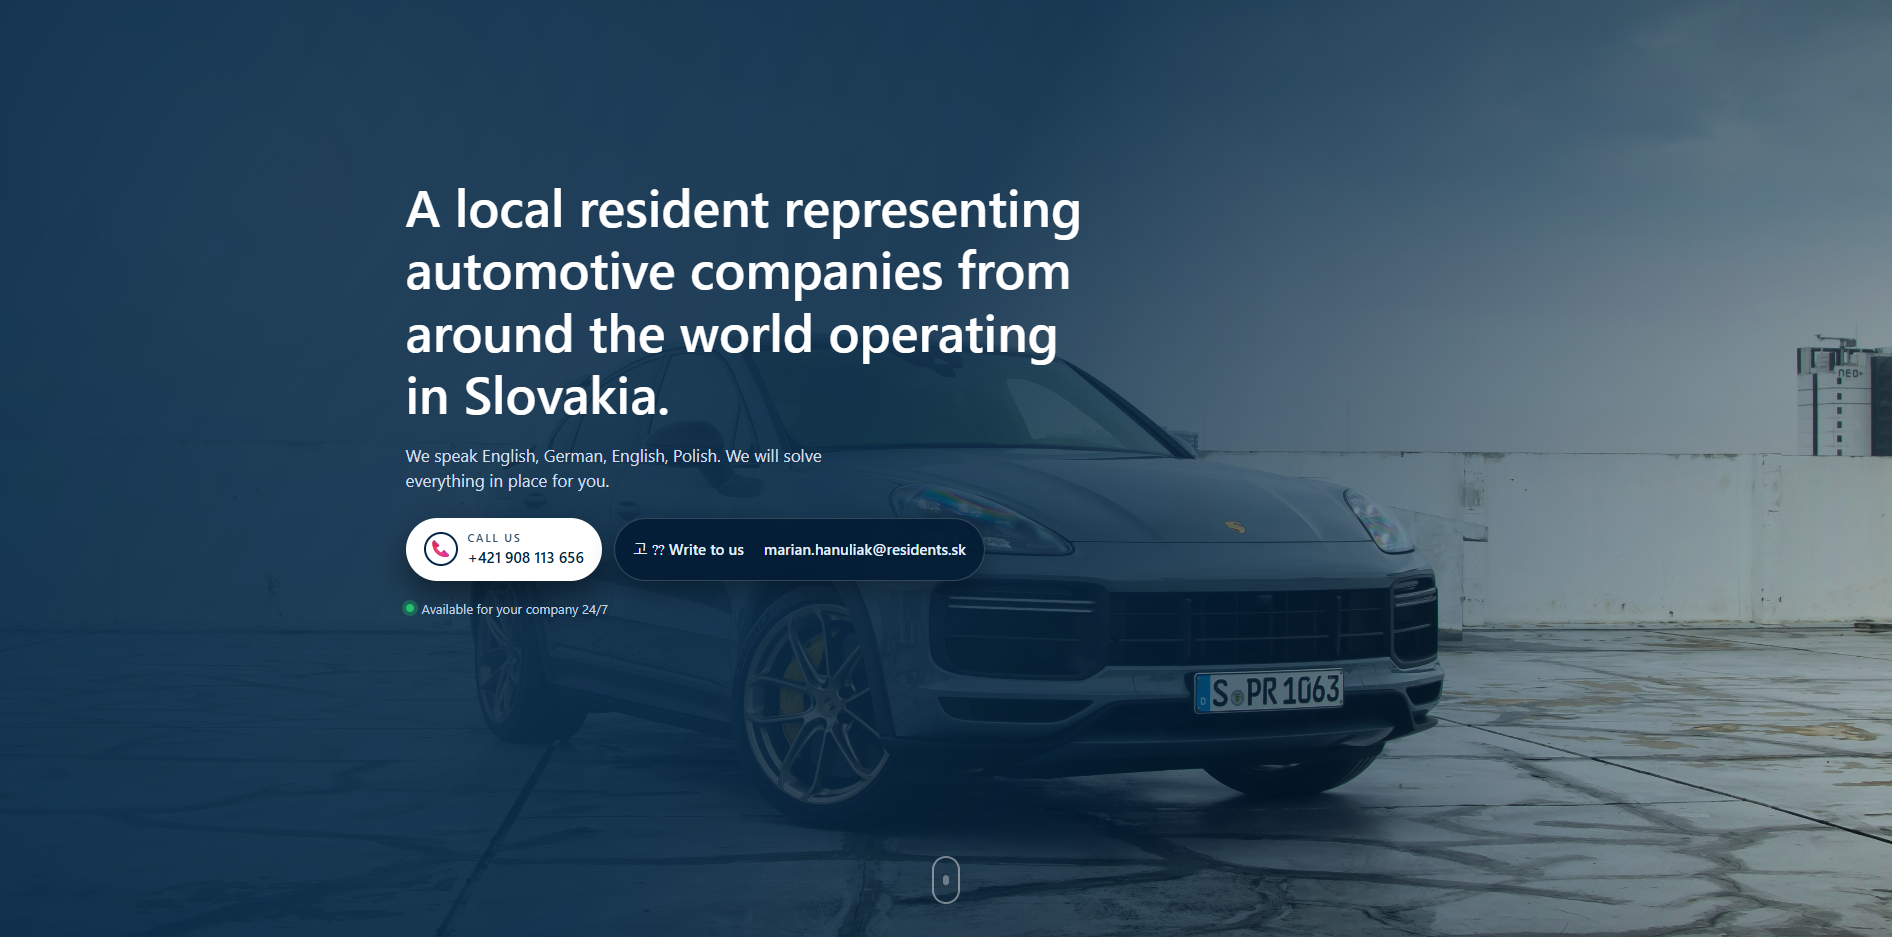 A local resident representing
automotive companies from
around the world operating
in Slovakia.
We speak English, German, English, Polish. We will solve
everything in place for you.
CALL US
+421 908 113 656
고 ?? Write to us marian.hanuliak@residents.sk
Available for your company 24/7
neo+
D S PR 1063